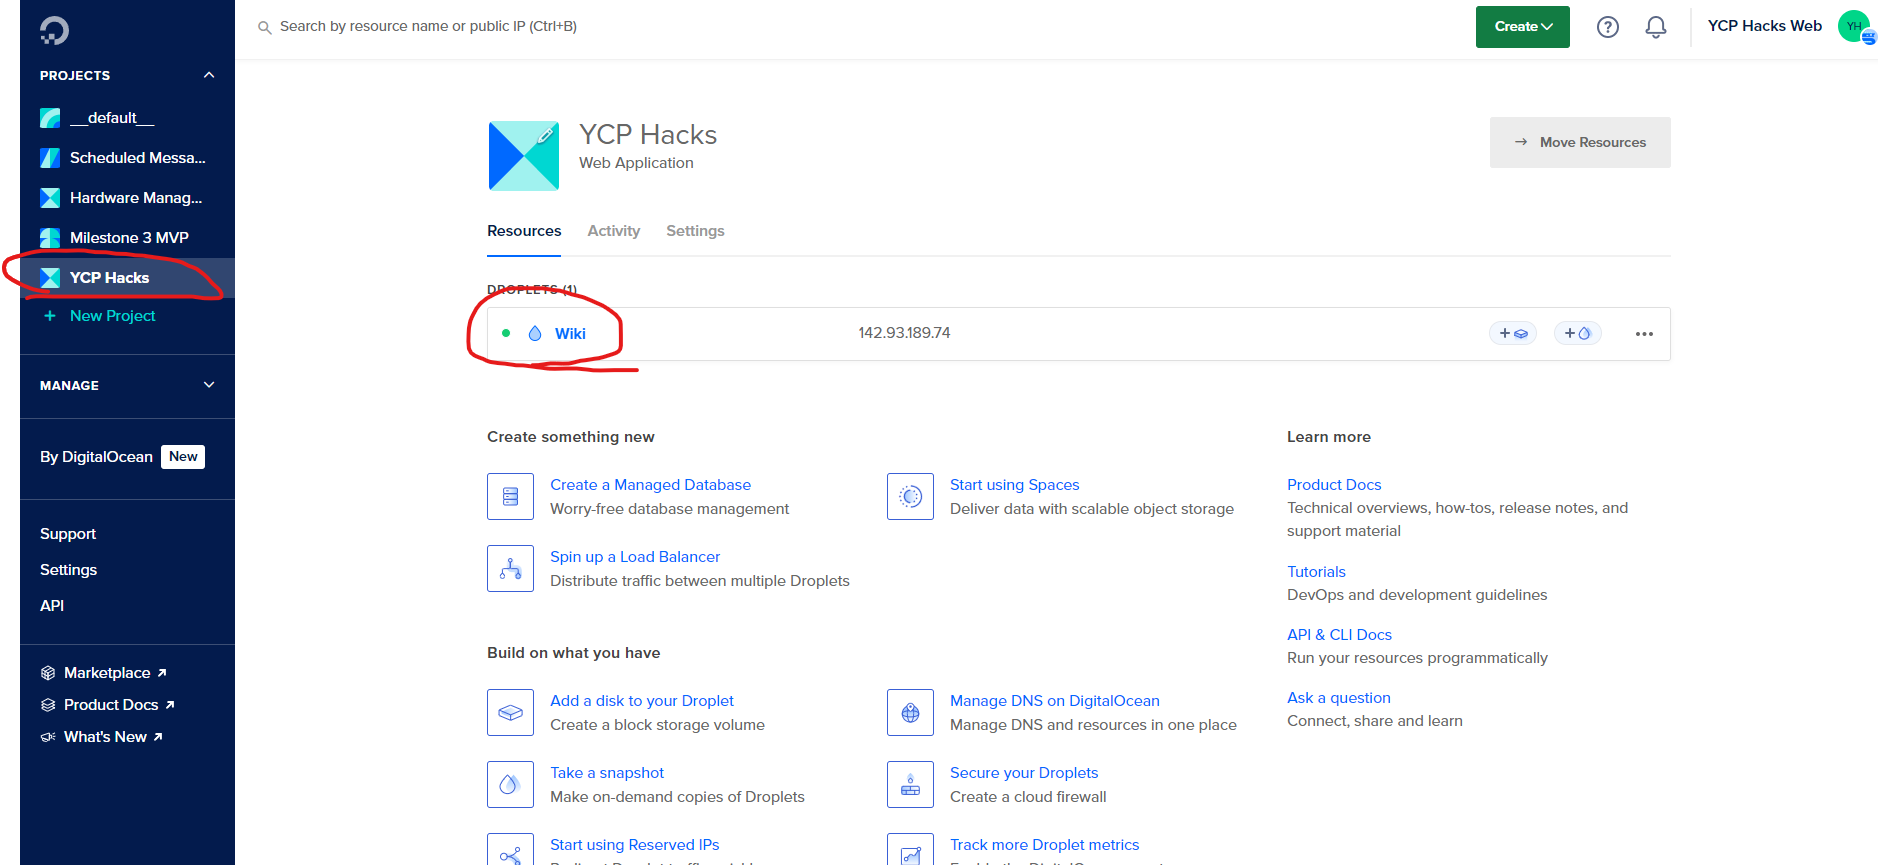 Search by resource name or public IP (Ctrl+B)
Create
YCP Hacks Web
YH
PROJECTS
__default__
Scheduled Messa...
Hardware Manag...
Milestone 3 MVP
YCP Hacks
+ New Project
MANAGE
By DigitalOcean New
Support
Settings
API
Marketplace
Product Docs
What's New
YCP Hacks
Web Application
→ Move Resources
Resources Activity Settings
DROPLETS (1)
Wiki 142.93.189.74
Create something new
Create a Managed Database
Worry-free database management
Start using Spaces
Deliver data with scalable object storage
Spin up a Load Balancer
Distribute traffic between multiple Droplets
Build on what you have
Add a disk to your Droplet
Create a block storage volume
Manage DNS on DigitalOcean
Manage DNS and resources in one place
Take a snapshot
Make on-demand copies of Droplets
Secure your Droplets
Create a cloud firewall
Start using Reserved IPs
Track more Droplet metrics
Learn more
Product Docs
Technical overviews, how-tos, release notes, and
support material
Tutorials
DevOps and development guidelines
API & CLI Docs
Run your resources programmatically
Ask a question
Connect, share and learn